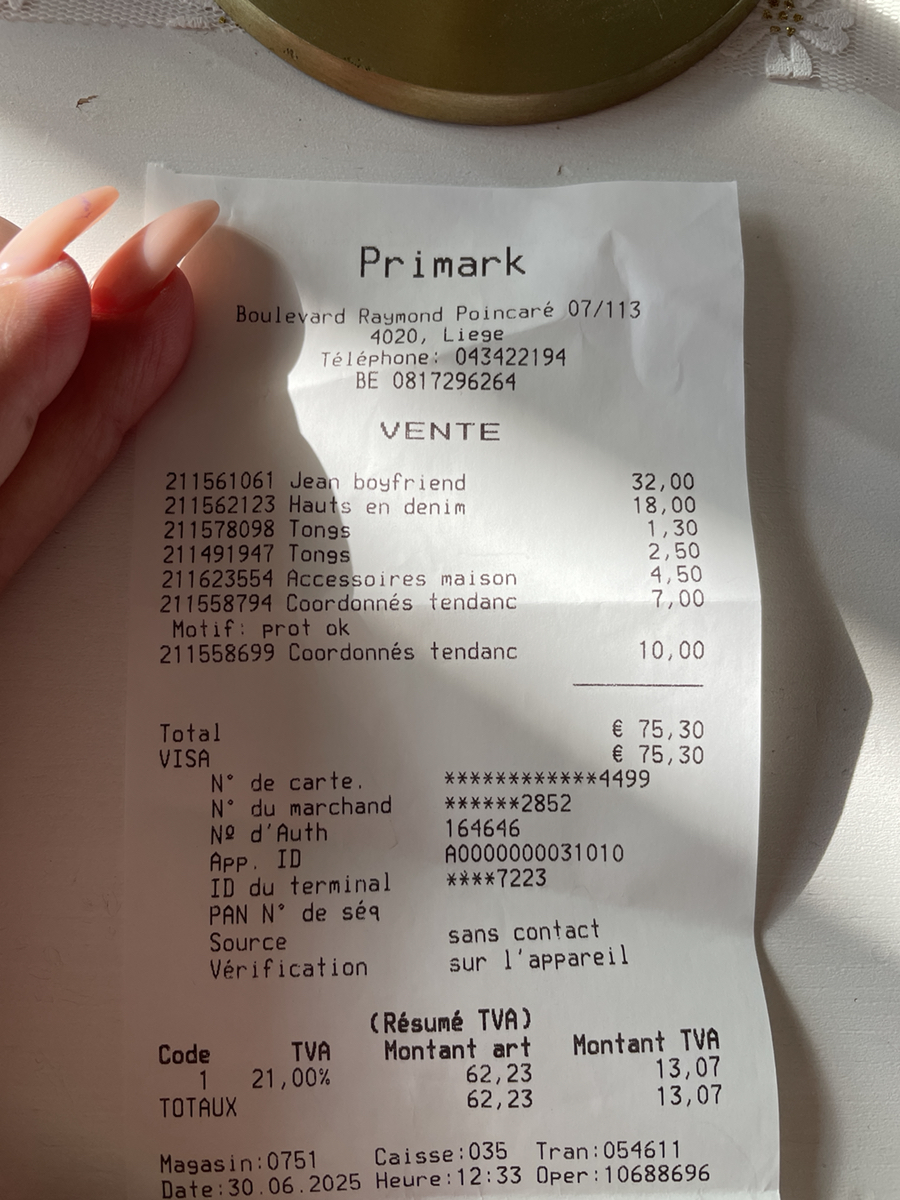 Primark
Boulevard Raymond Poincaré 07/113
4020, Liege
Téléphone: 043422194
BE 0817296264
VENTE
211561061 Jean boyfriend 32,00
211562123 Hauts en denim 18,00
211578098 Tongs 1,30
211491947 Tongs 2,50
211623554 Accessoires maison 4,50
211558794 Coordonnés tendanc 7,00
Motif: prot ok
211558699 Coordonnés tendanc 10,00
Total € 75,30
VISA € 75,30
N° de carte. ************4499
N° du marchand ******2852
Nº d'Auth 164646
App. ID A0000000031010
ID du terminal ****7223
PAN N° de séq
Source sans contact
Vérification sur l'appareil
(Résumé TVA)
Code TVA Montant art Montant TVA
1 21,00% 62,23 13,07
TOTAUX 62,23 13,07
Magasin:0751 Caisse:035 Tran:054611
Date:30.06.2025 Heure:12:33 Oper:10688696